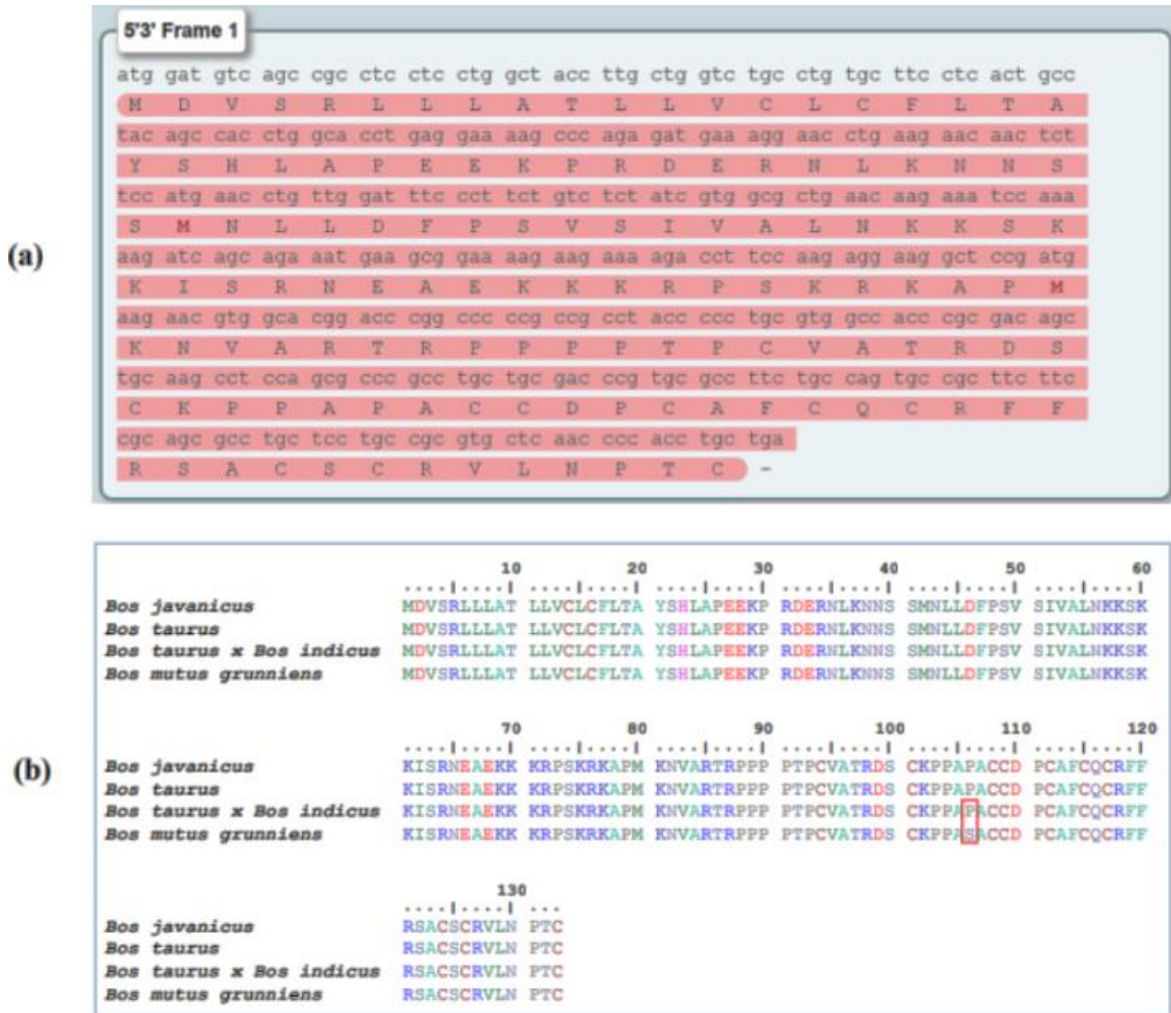 5'3' Frame 1
atg gat gtc agc cgc ctc ctc ctg gct acc ttg ctg gtc tgc ctg tgc ttc ctc act gcc
M D V S R L L L A T L L V C L C F L T A
tac agc cac ctg gca cct gag gaa aag ccc aga gat gaa agg aac ctg aag aac aac tct
Y S H L A P E E K P R D E R N L K N N S
tcc atg aac ctg ttg gat ttc cct tct gtc tct atc gtg gcg ctg aac aag aaa tcc aaa
S M N L L D F P S V S I V A L N K K S K
(a)
aag atc agc aga aat gaa gcg gaa aag aag aaa aga cct tcc aag agg aag gct ccg atg
K I S R N E A E K K K R P S K R K A P M
aag aac gtg gca cgg acc cgg ccc ccg ccg cct acc ccc tgc gtg gcc acc cgc gac agc
K N V A R T R P P P P T P C V A T R D S
tgc aag cct cca gcg ccc gcc tgc tgc gac ccg tgc gcc ttc tgc cag tgc cgc ttc ttc
C K P P A P A C C D P C A F C Q C R F F
cgc agc gcc tgc tcc tgc cgc gtg ctc aac ccc acc tgc tga
R S A C S C R V L N P T C -
10 20 30 40 50 60
Bos javanicus MDVSRLLLAT LLVCLCFLTA YSHLAPEEKP RDERNLKNNS SMNLLDFPSV SIVALNKKSK
Bos taurus MDVSRLLLAT LLVCLCFLTA YSHLAPEEKP RDERNLKNNS SMNLLDFPSV SIVALNKKSK
Bos taurus x Bos indicus MDVSRLLLAT LLVCLCFLTA YSHLAPEEKP RDERNLKNNS SMNLLDFPSV SIVALNKKSK
Bos mutus grunniens MDVSRLLLAT LLVCLCFLTA YSHLAPEEKP RDERNLKNNS SMNLLDFPSV SIVALNKKSK
70 80 90 100 110 120
(b)
Bos javanicus KISRNEAEKK KRPSKRKAPM KNVARTRPPP PTPCVATRDS CKPPAPACCD PCAFCQCRFF
Bos taurus KISRNEAEKK KRPSKRKAPM KNVARTRPPP PTPCVATRDS CKPPAPACCD PCAFCQCRFF
Bos taurus x Bos indicus KISRNEAEKK KRPSKRKAPM KNVARTRPPP PTPCVATRDS CKPPAPACCD PCAFCQCRFF
Bos mutus grunniens KISRNEAEKK KRPSKRKAPM KNVARTRPPP PTPCVATRDS CKPPASACCD PCAFCQCRFF
130
Bos javanicus RSACSCRVLN PTC
Bos taurus RSACSCRVLN PTC
Bos taurus x Bos indicus RSACSCRVLN PTC
Bos mutus grunniens RSACSCRVLN PTC